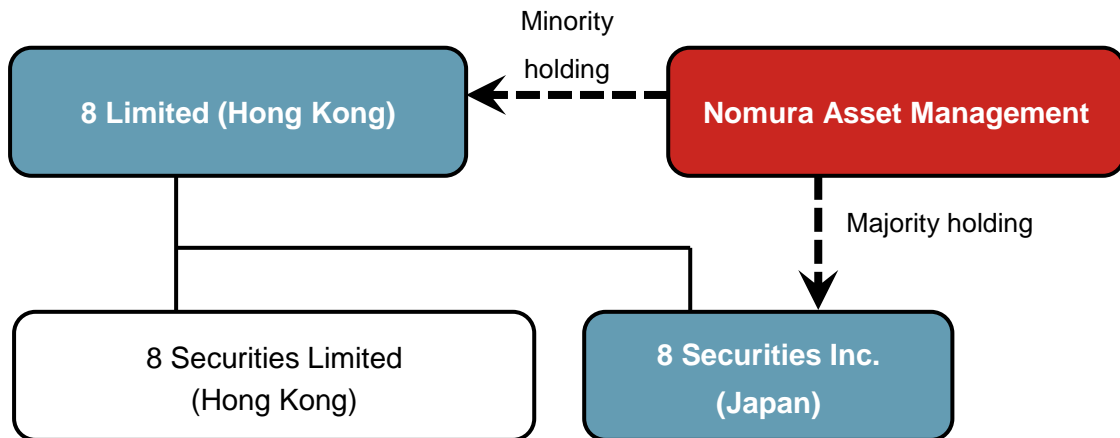 Minority
holding
8 Limited (Hong Kong)
Nomura Asset Management
Majority holding
8 Securities Limited
(Hong Kong)
8 Securities Inc.
(Japan)